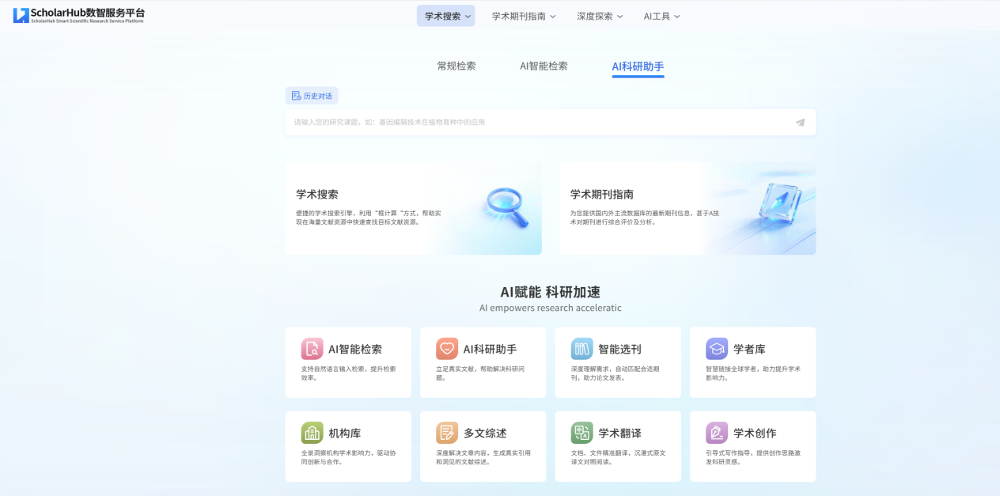 ScholarHub数智服务平台
ScholarHub Smart Scientific Research Service Platform
学术搜索
学术期刊指南
深度探索
AI工具
常规检索
AI智能检索
AI科研助手
历史对话
请输入您的研究课题，如：基因编辑技术在植物育种中的应用
学术搜索
便捷的学术搜索引擎，利用“框计算“方式，帮助实
现在海量文献资源中快速查找目标文献资源。
学术期刊指南
为您提供国内外主流数据库的最新期刊信息，甚于A技
术对期刊进行综合评价及分析。
AI赋能 科研加速
AI empowers research acceleratic
AI智能检索
支持自然语言输入检索，提升检索
效率。
AI科研助手
立足真实文献，帮助解决科研问
题。
智能选刊
深度理解需求，自动匹配合适期
刊，助力论文发表。
学者库
智慧链接全球学者，助力提升学术
影响力。
机构库
全景洞察机构学术影响力，驱动协
同创新与合作。
多文综述
深度解决文章内容，生成真实引用
和洞见的文献综述。
学术翻译
文档、文件精准翻译，沉漫式原文
译文对照阅读。
学术创作
引导式写作指导，提供创作思路激
发科研灵感。